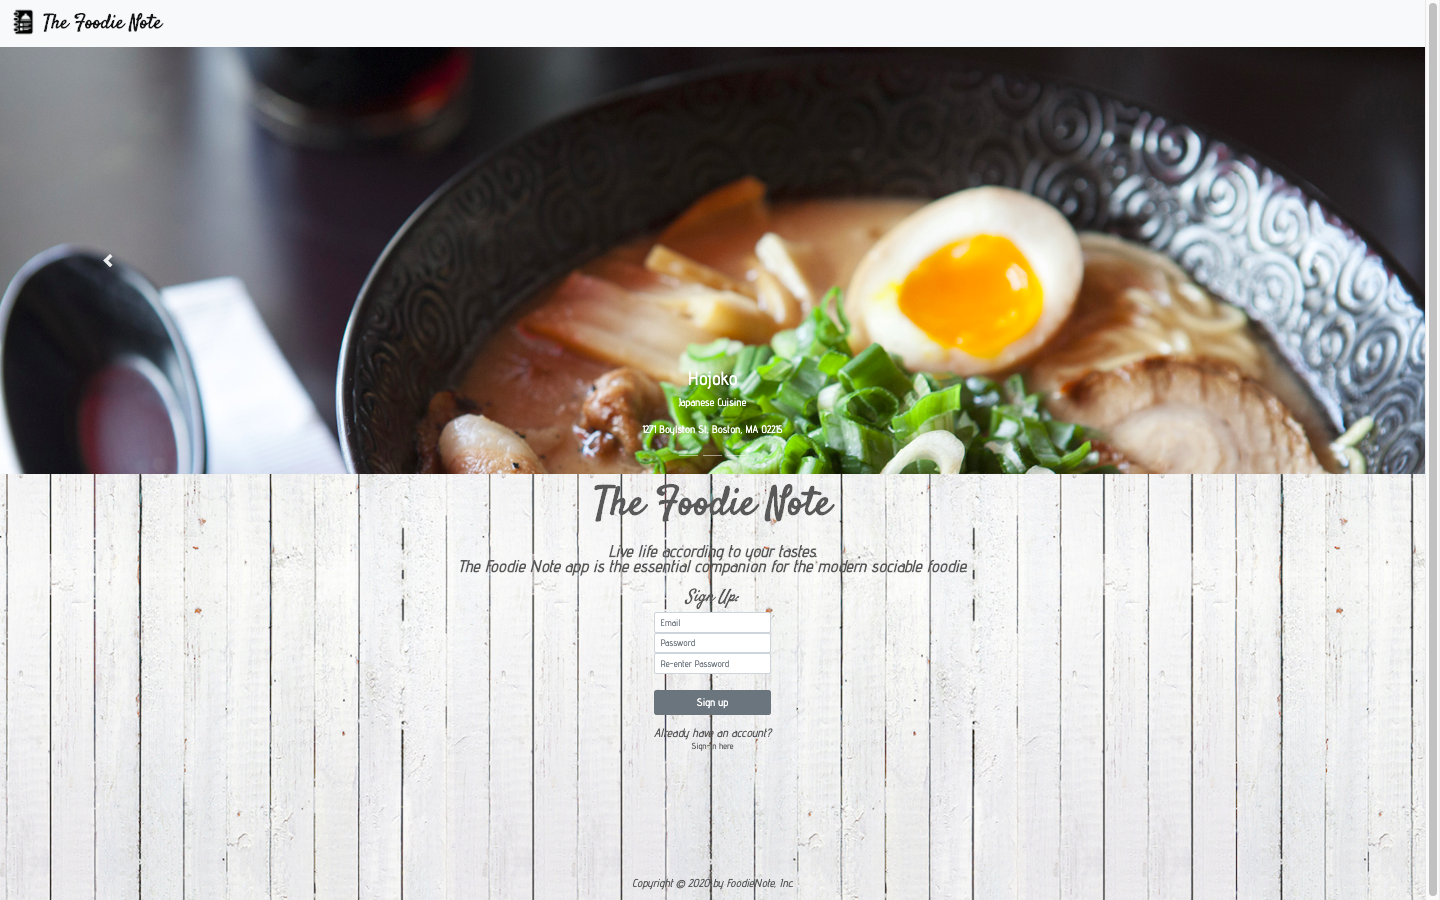 The Foodie Note
Hojoko
Japanese Cuisine
1271 Boylston St, Boston, MA 02215
The Foodie Note
Live life according to your tastes.
The Foodie Note app is the essential companion for the modern sociable foodie.
Sign Up:
Email
Password
Re-enter Password
Sign up
Already have an account?
Sign-in here
Copyright © 2020 by FoodieNote, Inc.